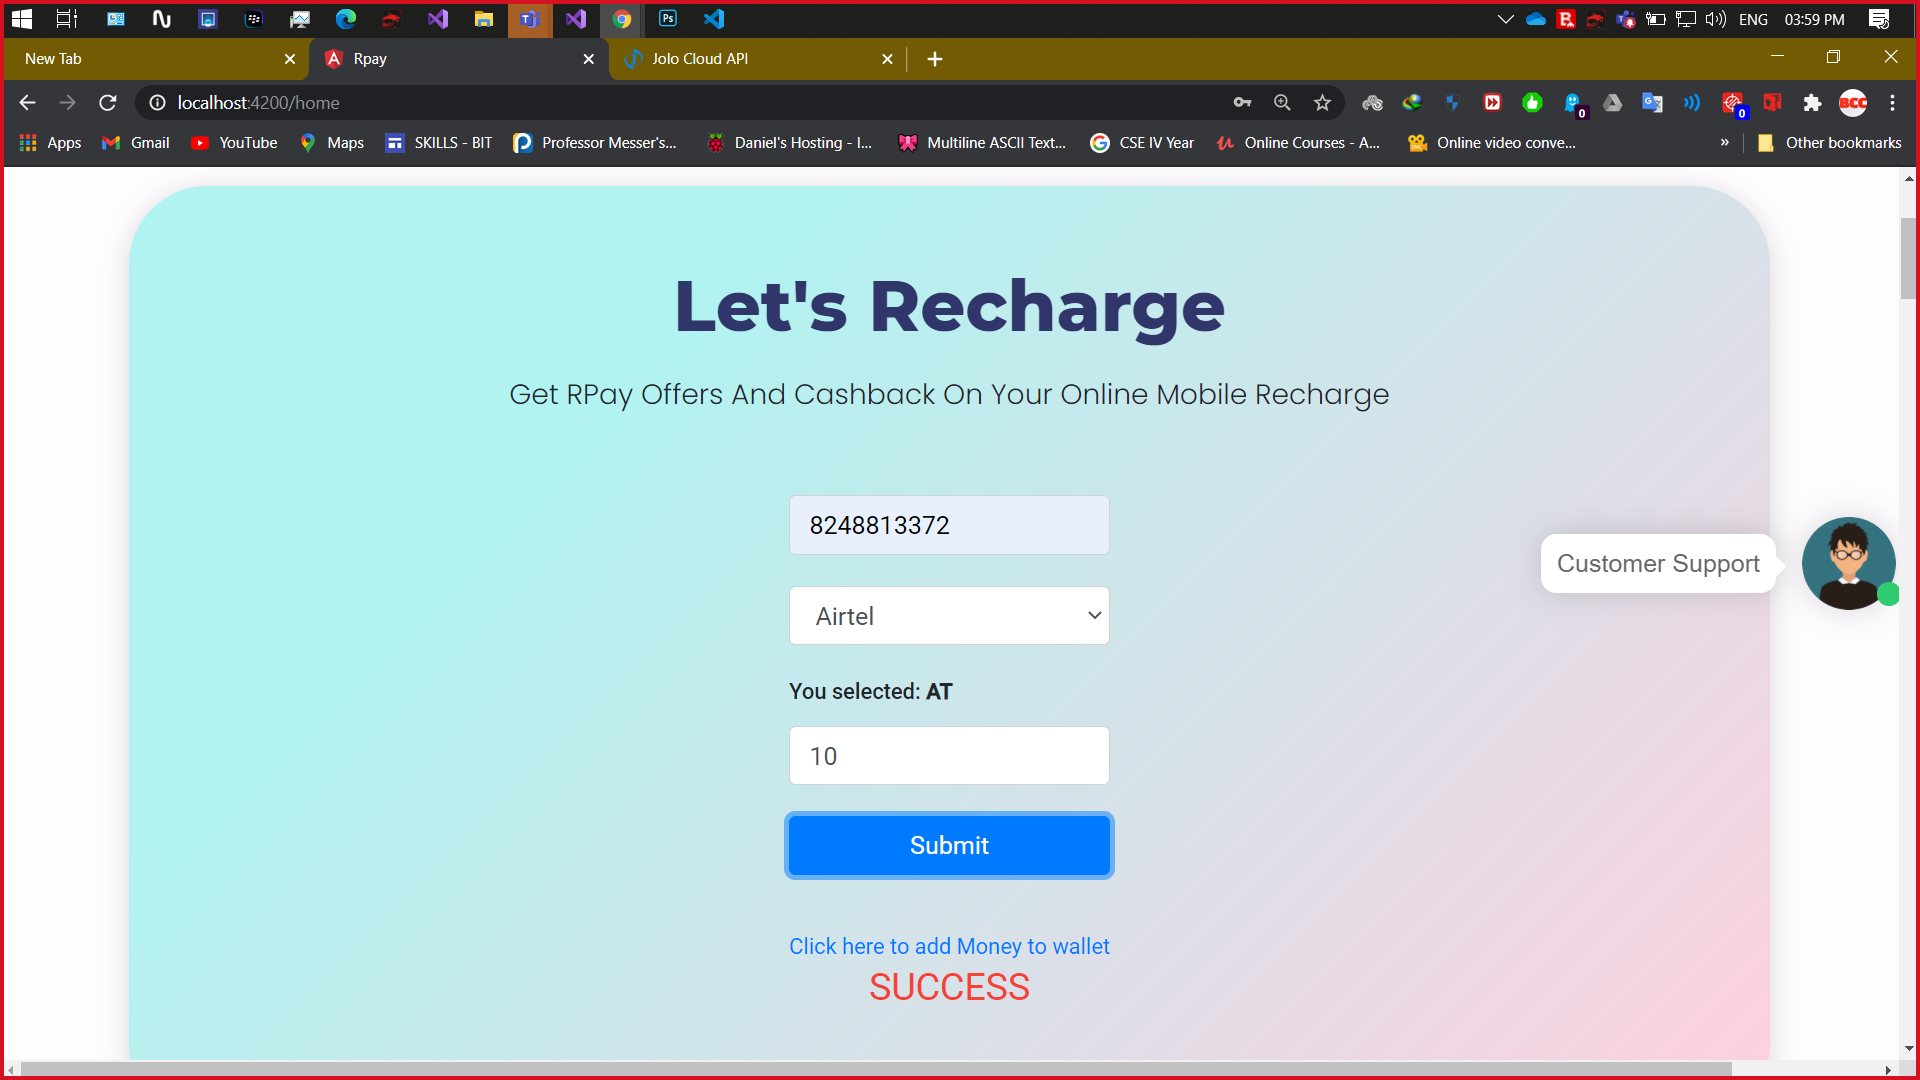 ENG 03:59 PM
New Tab
Rpay
Jolo Cloud API
localhost:4200/home
0
0
BCC
Apps
Gmail
YouTube
Maps
SKILLS - BIT
Professor Messer's...
Daniel's Hosting - I...
Multiline ASCII Text...
CSE IV Year
Online Courses - A...
Online video conve...
»
Other bookmarks
Let's Recharge
Get RPay Offers And Cashback On Your Online Mobile Recharge
8248813372
Customer Support
Airtel
You selected: AT
10
Submit
Click here to add Money to wallet
SUCCESS